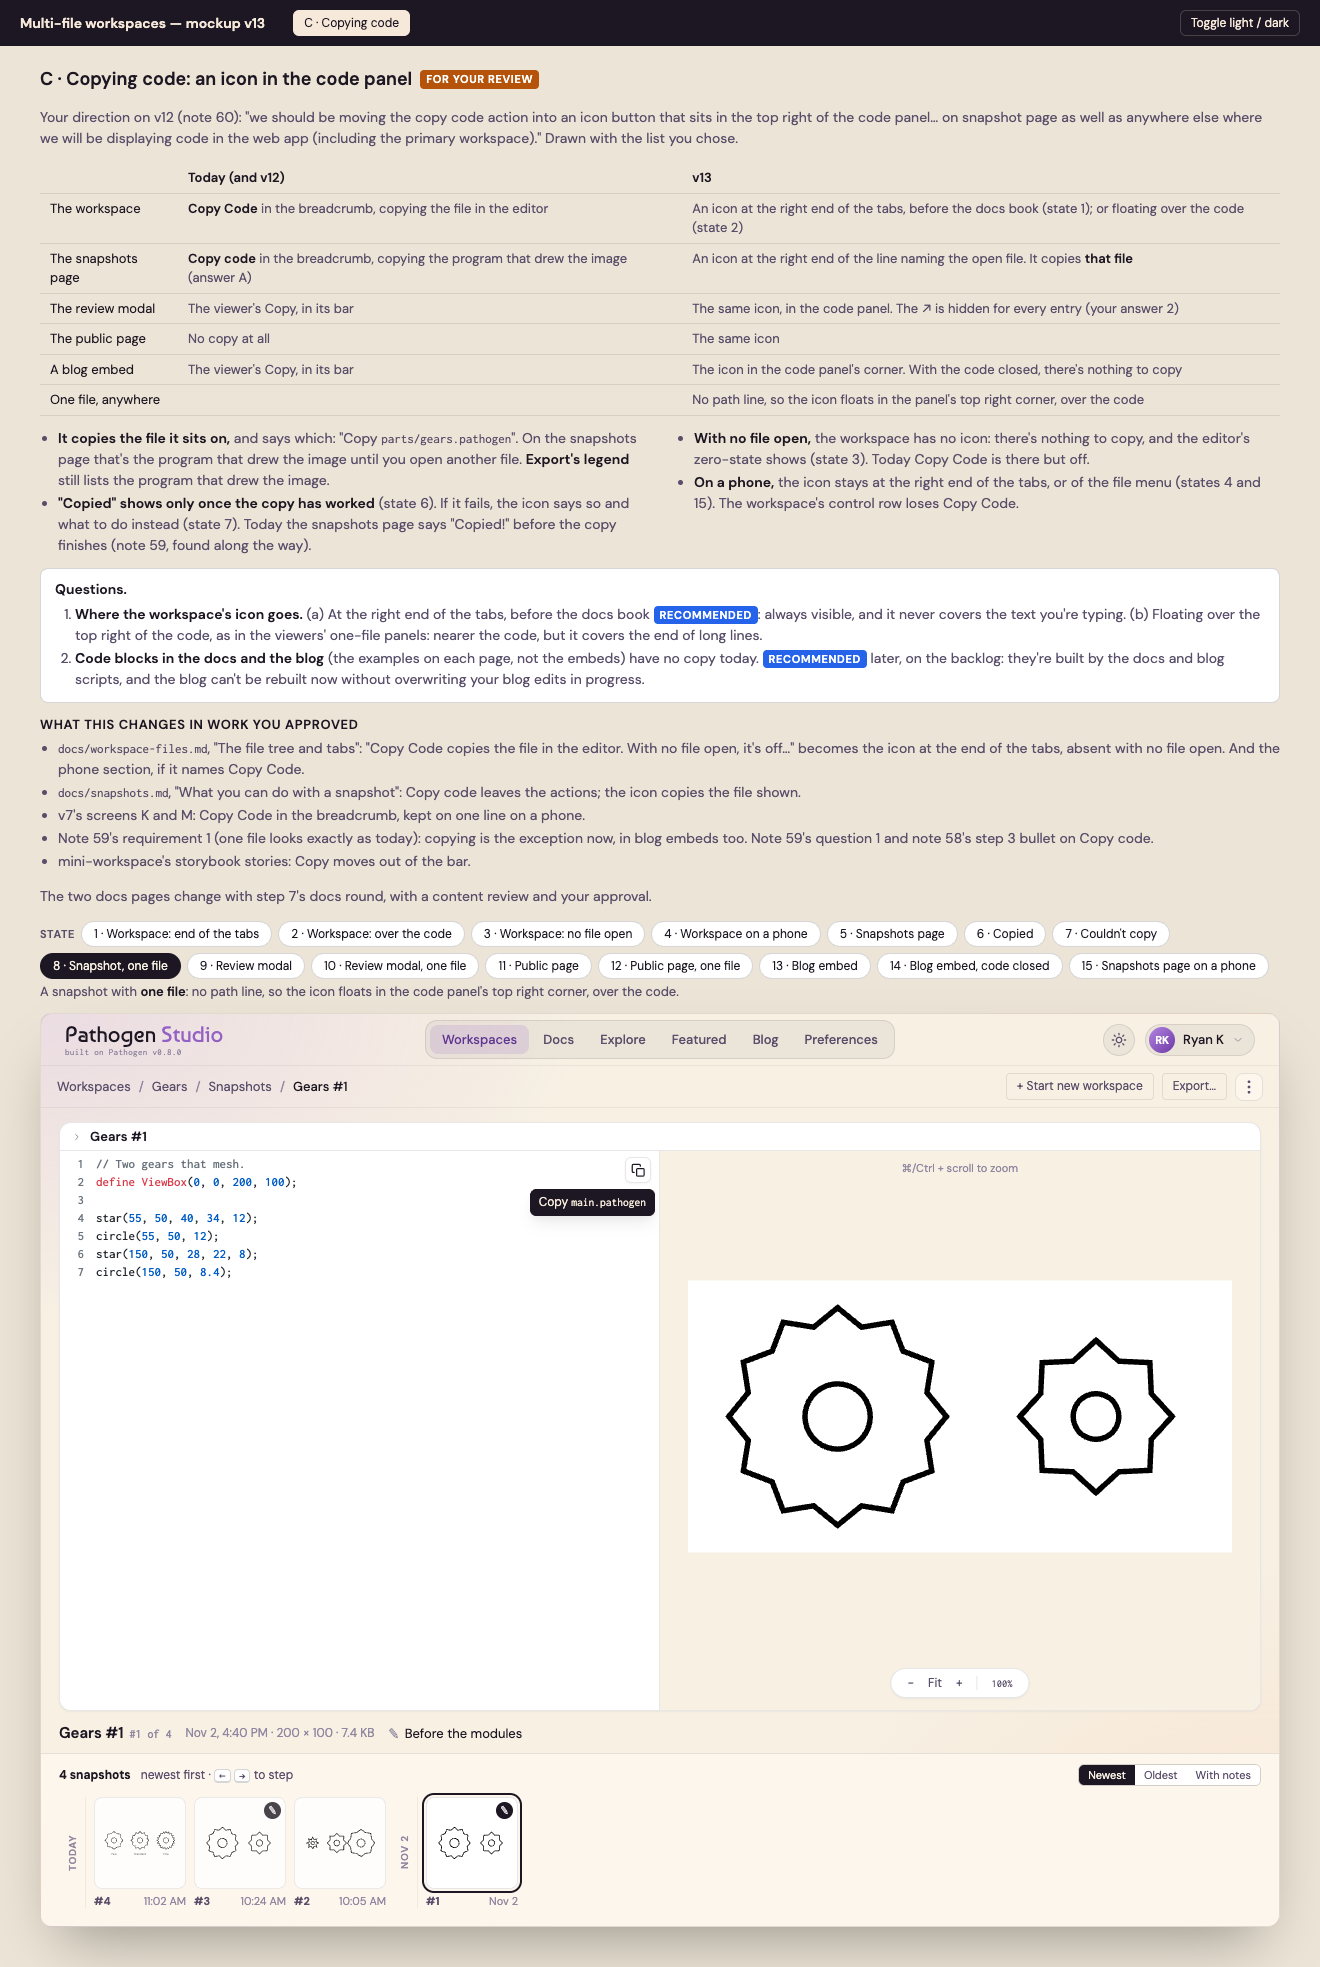 Multi-file workspaces — mockup v13
C · Copying code
Toggle light / dark
C · Copying code: an icon in the code panel FOR YOUR REVIEW
Your direction on v12 (note 60): "we should be moving the copy code action into an icon button that sits in the top right of the code panel… on snapshot page as well as anywhere else where
we will be displaying code in the web app (including the primary workspace)." Drawn with the list you chose.
Today (and v12)
v13
The workspace
Copy Code in the breadcrumb, copying the file in the editor
An icon at the right end of the tabs, before the docs book (state 1); or floating over the code
(state 2)
The snapshots
page
Copy code in the breadcrumb, copying the program that drew the image
(answer A)
An icon at the right end of the line naming the open file. It copies that file
The review modal
The viewer's Copy, in its bar
The same icon, in the code panel. The ↗ is hidden for every entry (your answer 2)
The public page
No copy at all
The same icon
A blog embed
The viewer's Copy, in its bar
The icon in the code panel's corner. With the code closed, there's nothing to copy
One file, anywhere
No path line, so the icon floats in the panel's top right corner, over the code
• It copies the file it sits on, and says which: "Copy parts/gears.pathogen". On the snapshots
page that's the program that drew the image until you open another file. Export's legend
still lists the program that drew the image.
• "Copied" shows only once the copy has worked (state 6). If it fails, the icon says so and
what to do instead (state 7). Today the snapshots page says "Copied!" before the copy
finishes (note 59, found along the way).
• With no file open, the workspace has no icon: there's nothing to copy, and the editor's
zero-state shows (state 3). Today Copy Code is there but off.
• On a phone, the icon stays at the right end of the tabs, or of the file menu (states 4 and
15). The workspace's control row loses Copy Code.
Questions.
1. Where the workspace's icon goes. (a) At the right end of the tabs, before the docs book RECOMMENDED: always visible, and it never covers the text you're typing. (b) Floating over the
top right of the code, as in the viewers' one-file panels: nearer the code, but it covers the end of long lines.
2. Code blocks in the docs and the blog (the examples on each page, not the embeds) have no copy today. RECOMMENDED later, on the backlog: they're built by the docs and blog
scripts, and the blog can't be rebuilt now without overwriting your blog edits in progress.
WHAT THIS CHANGES IN WORK YOU APPROVED
• docs/workspace-files.md, "The file tree and tabs": "Copy Code copies the file in the editor. With no file open, it's off…" becomes the icon at the end of the tabs, absent with no file open. And the
phone section, if it names Copy Code.
• docs/snapshots.md, "What you can do with a snapshot": Copy code leaves the actions; the icon copies the file shown.
• v7's screens K and M: Copy Code in the breadcrumb, kept on one line on a phone.
• Note 59's requirement 1 (one file looks exactly as today): copying is the exception now, in blog embeds too. Note 59's question 1 and note 58's step 3 bullet on Copy code.
• mini-workspace's storybook stories: Copy moves out of the bar.
The two docs pages change with step 7's docs round, with a content review and your approval.
STATE 1 · Workspace: end of the tabs 2 · Workspace: over the code 3 · Workspace: no file open 4 · Workspace on a phone 5 · Snapshots page 6 · Copied 7 · Couldn't copy
8 · Snapshot, one file 9 · Review modal 10 · Review modal, one file 11 · Public page 12 · Public page, one file 13 · Blog embed 14 · Blog embed, code closed 15 · Snapshots page on a phone
A snapshot with one file: no path line, so the icon floats in the code panel's top right corner, over the code.
Pathogen Studio
built on Pathogen v0.8.0
Workspaces Docs Explore Featured Blog Preferences
RK Ryan K
Workspaces / Gears / Snapshots / Gears #1
+ Start new workspace Export… ⋮
› Gears #1
1 // Two gears that mesh.
2 define ViewBox(0, 0, 200, 100);
3
4 star(55, 50, 40, 34, 12);
5 circle(55, 50, 12);
6 star(150, 50, 28, 22, 8);
7 circle(150, 50, 8.4);
Copy main.pathogen
⌘/Ctrl + scroll to zoom
− Fit + 100%
Gears #1 #1 of 4 Nov 2, 4:40 PM · 200 × 100 · 7.4 KB ✎ Before the modules
4 snapshots newest first · ← → to step
Newest Oldest With notes
TODAY
NOV 2
#4 11:02 AM
#3 10:24 AM
#2 10:05 AM
#1 Nov 2